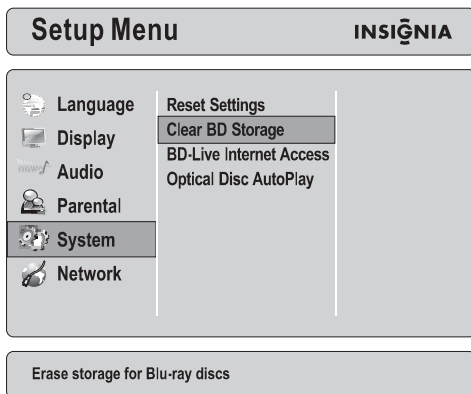 Setup Menu
INSIGNIA
Language
Display
Audio
Parental
System
Network
Reset Settings
Clear BD Storage
BD-Live Internet Access
Optical Disc AutoPlay
Erase storage for Blu-ray discs